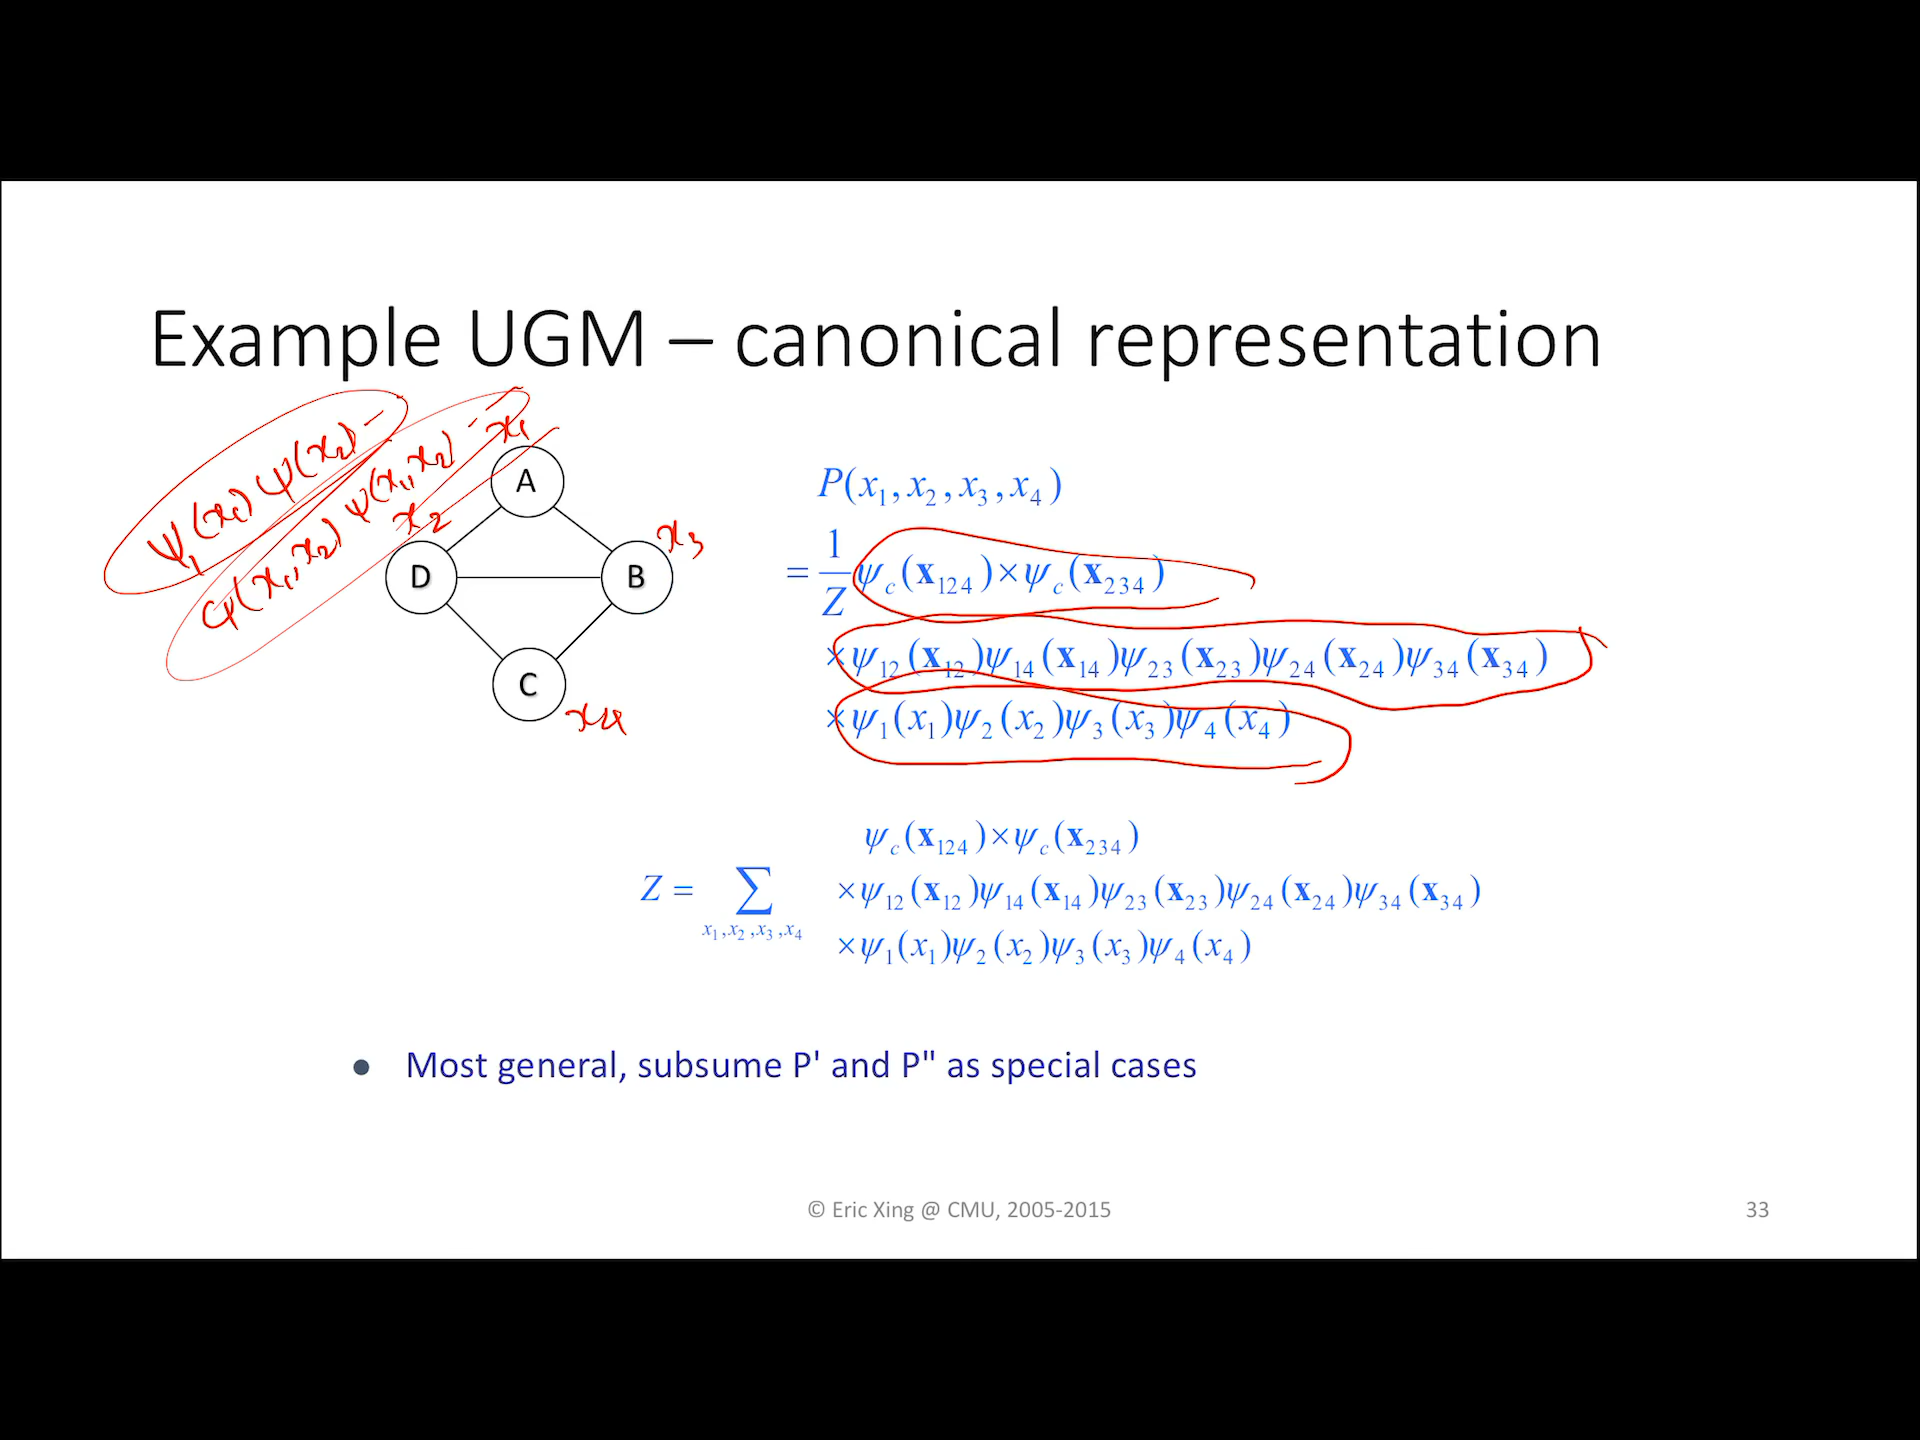 Example UGM – canonical representation
ψ₁(x₁) ψ(x₂) –
ψ(x₁,x₂) ψ(x₁,x₂) – –
x₁
A
x₂
D
B
x₃
C
x₄
P(x₁, x₂, x₃, x₄)
= 1/Z ψ_c(𝐱₁₂₄) × ψ_c(𝐱₂₃₄)
× ψ₁₂(𝐱₁₂)ψ₁₄(𝐱₁₄)ψ₂₃(𝐱₂₃)ψ₂₄(𝐱₂₄)ψ₃₄(𝐱₃₄)
× ψ₁(x₁)ψ₂(x₂)ψ₃(x₃)ψ₄(x₄)
ψ_c(𝐱₁₂₄) × ψ_c(𝐱₂₃₄)
Z = ∑ x₁,x₂,x₃,x₄ × ψ₁₂(𝐱₁₂)ψ₁₄(𝐱₁₄)ψ₂₃(𝐱₂₃)ψ₂₄(𝐱₂₄)ψ₃₄(𝐱₃₄)
× ψ₁(x₁)ψ₂(x₂)ψ₃(x₃)ψ₄(x₄)
● Most general, subsume P' and P" as special cases
© Eric Xing @ CMU, 2005-2015
33